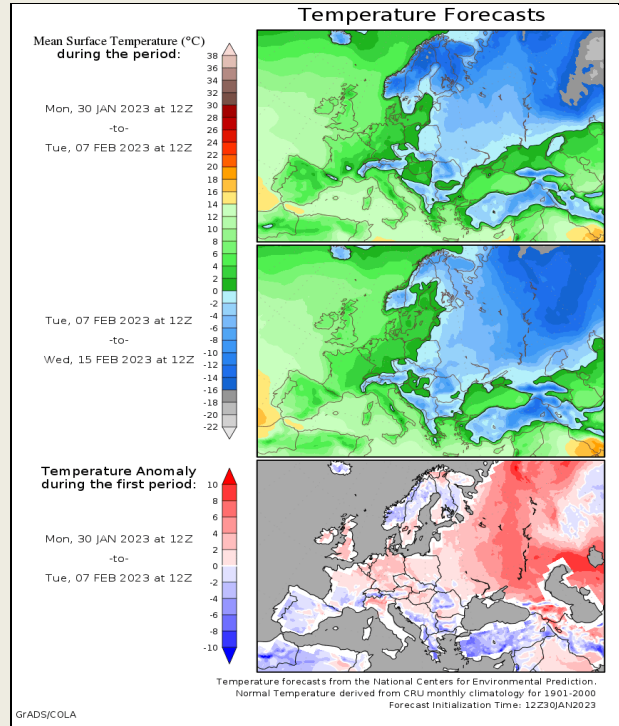 Temperature Forecasts
Mean Surface Temperature (°C)
during the period:
38
36
34
32
30
28
26
24
22
20
18
16
14
12
10
8
6
4
2
0
-2
-4
-6
-8
-10
-12
-14
-16
-18
-20
-22
Mon, 30 JAN 2023 at 12Z
-to-
Tue, 07 FEB 2023 at 12Z
Tue, 07 FEB 2023 at 12Z
-to-
Wed, 15 FEB 2023 at 12Z
Temperature Anomaly
during the first period:
10
8
6
4
2
0
-2
-4
-6
-8
-10
Mon, 30 JAN 2023 at 12Z
-to-
Tue, 07 FEB 2023 at 12Z
Temperature forecasts from the National Centers for Environmental Prediction.
Normal Temperature derived from CRU monthly climatology for 1901-2000
Forecast Initialization Time: 12Z30JAN2023
GrADS/COLA